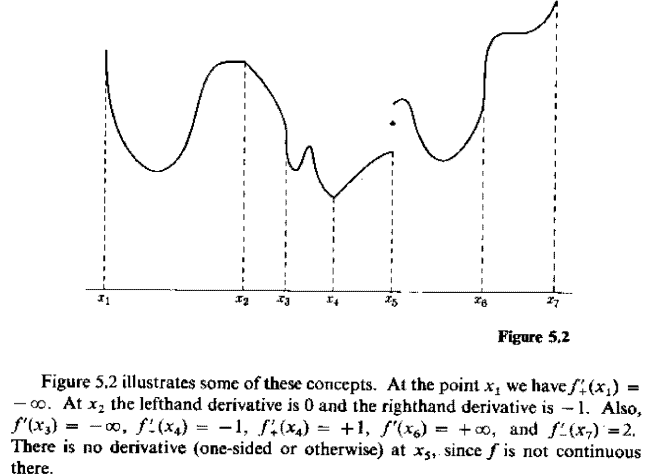 x₁ x₂ x₃ x₄ x₅ x₆ x₇
Figure 5.2
Figure 5.2 illustrates some of these concepts. At the point x₁ we have f′₊(x₁) =
− ∞. At x₂ the lefthand derivative is 0 and the righthand derivative is −1. Also,
f′(x₃) = −∞, f′₋(x₄) = −1, f′₊(x₄) = +1, f′(x₆) = +∞, and f′₋(x₇) = 2.
There is no derivative (one-sided or otherwise) at x₅, since f is not continuous
there.